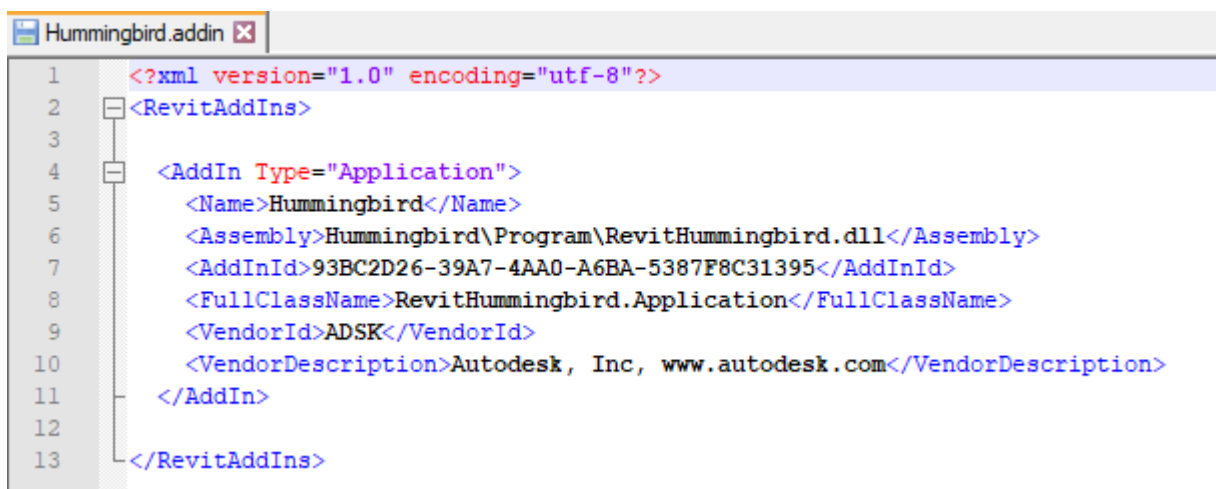 Hummingbird.addin
1 <?xml version="1.0" encoding="utf-8"?>
2 <RevitAddIns>
3
4 <AddIn Type="Application">
5 <Name>Hummingbird</Name>
6 <Assembly>Hummingbird\Program\RevitHummingbird.dll</Assembly>
7 <AddInId>93BC2D26-39A7-4AA0-A6BA-5387F8C31395</AddInId>
8 <FullClassName>RevitHummingbird.Application</FullClassName>
9 <VendorId>ADSK</VendorId>
10 <VendorDescription>Autodesk, Inc, www.autodesk.com</VendorDescription>
11 </AddIn>
12
13 </RevitAddIns>